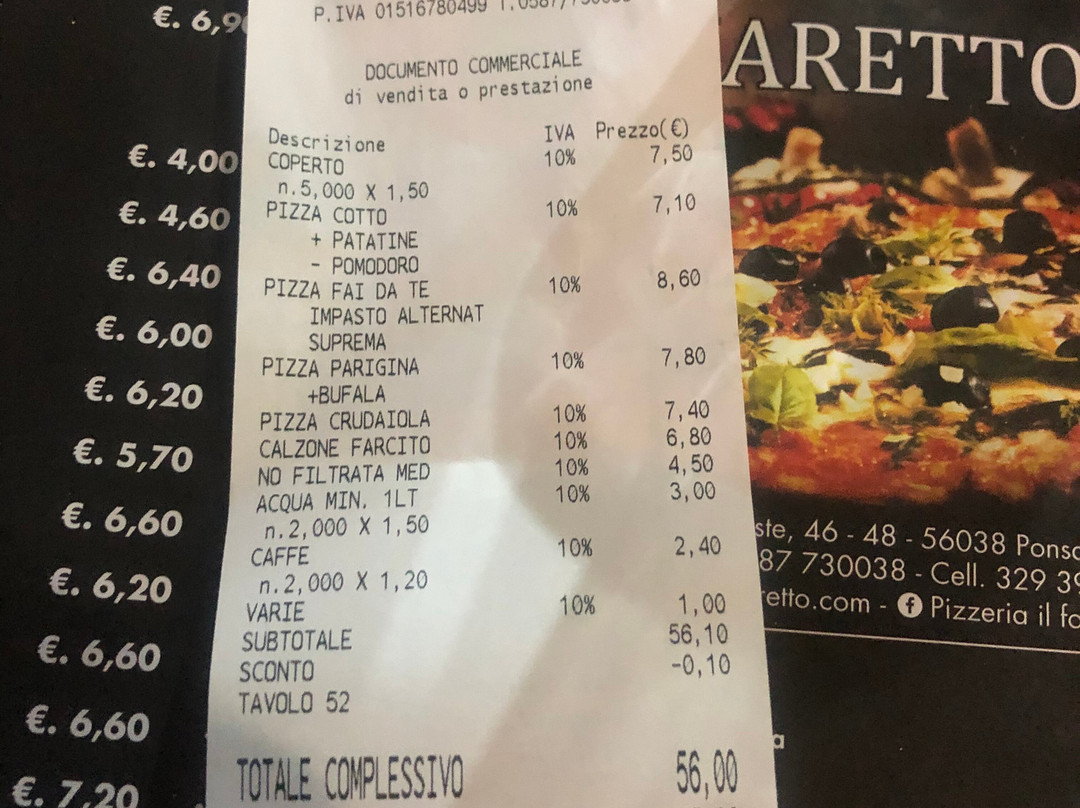 €. 6,90
€. 4,00
€. 4,60
€. 6,40
€. 6,00
€. 6,20
€. 5,70
€. 6,60
€. 6,20
€. 6,60
€. 6,60
€. 7,20
P.IVA 01516780499
DOCUMENTO COMMERCIALE
di vendita o prestazione
Descrizione IVA Prezzo(€)
COPERTO 10% 7,50
n.5,000 X 1,50
PIZZA COTTO 10% 7,10
+ PATATINE
- POMODORO
PIZZA FAI DA TE 10% 8,60
IMPASTO ALTERNAT
SUPREMA
PIZZA PARIGINA 10% 7,80
+BUFALA
PIZZA CRUDAIOLA 10% 7,40
CALZONE FARCITO 10% 6,80
NO FILTRATA MED 10% 4,50
ACQUA MIN. 1LT 10% 3,00
n.2,000 X 1,50
CAFFE 10% 2,40
n.2,000 X 1,20
VARIE 10% 1,00
SUBTOTALE 56,10
SCONTO -0,10
TAVOLO 52
TOTALE COMPLESSIVO 56,00
ARETTO
ste, 46 - 48 - 56038 Ponsa
87 730038 - Cell. 329 39
etto.com - Pizzeria il fa
a